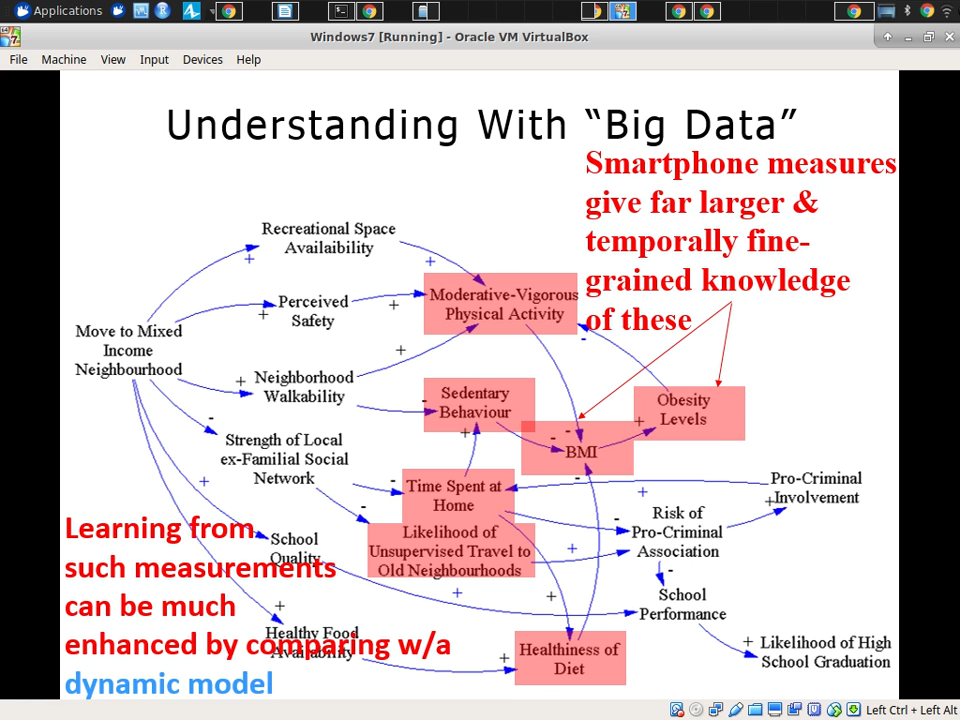 Applications
Windows7 [Running] - Oracle VM VirtualBox
File Machine View Input Devices Help
Understanding With “Big Data”
Smartphone measures
give far larger &
temporally fine-
grained knowledge
of these
Recreational Space
Availaibility
+
+
Moderative-Vigorous
Physical Activity
Perceived
Safety
+
+
Move to Mixed
Income
Neighbourhood
-
+
Neighborhood
Walkability
+
-
Sedentary
Behaviour
Obesity
Levels
+
-
-
-
BMI
-
Strength of Local
ex-Familial Social
Network
+
+
-
Time Spent at
Home
-
-
Pro-Criminal
Involvement
+
+
Risk of
Pro-Criminal
Association
-
Likelihood of
Unsupervised Travel to
Old Neighbourhoods
+
School
Quality
-
School
Performance
+
+
+
Healthy Food
Availability
+
Healthiness of
Diet
+
Likelihood of High
School Graduation
Learning from
such measurements
can be much
enhanced by comparing w/a
dynamic model
Left Ctrl + Left Alt